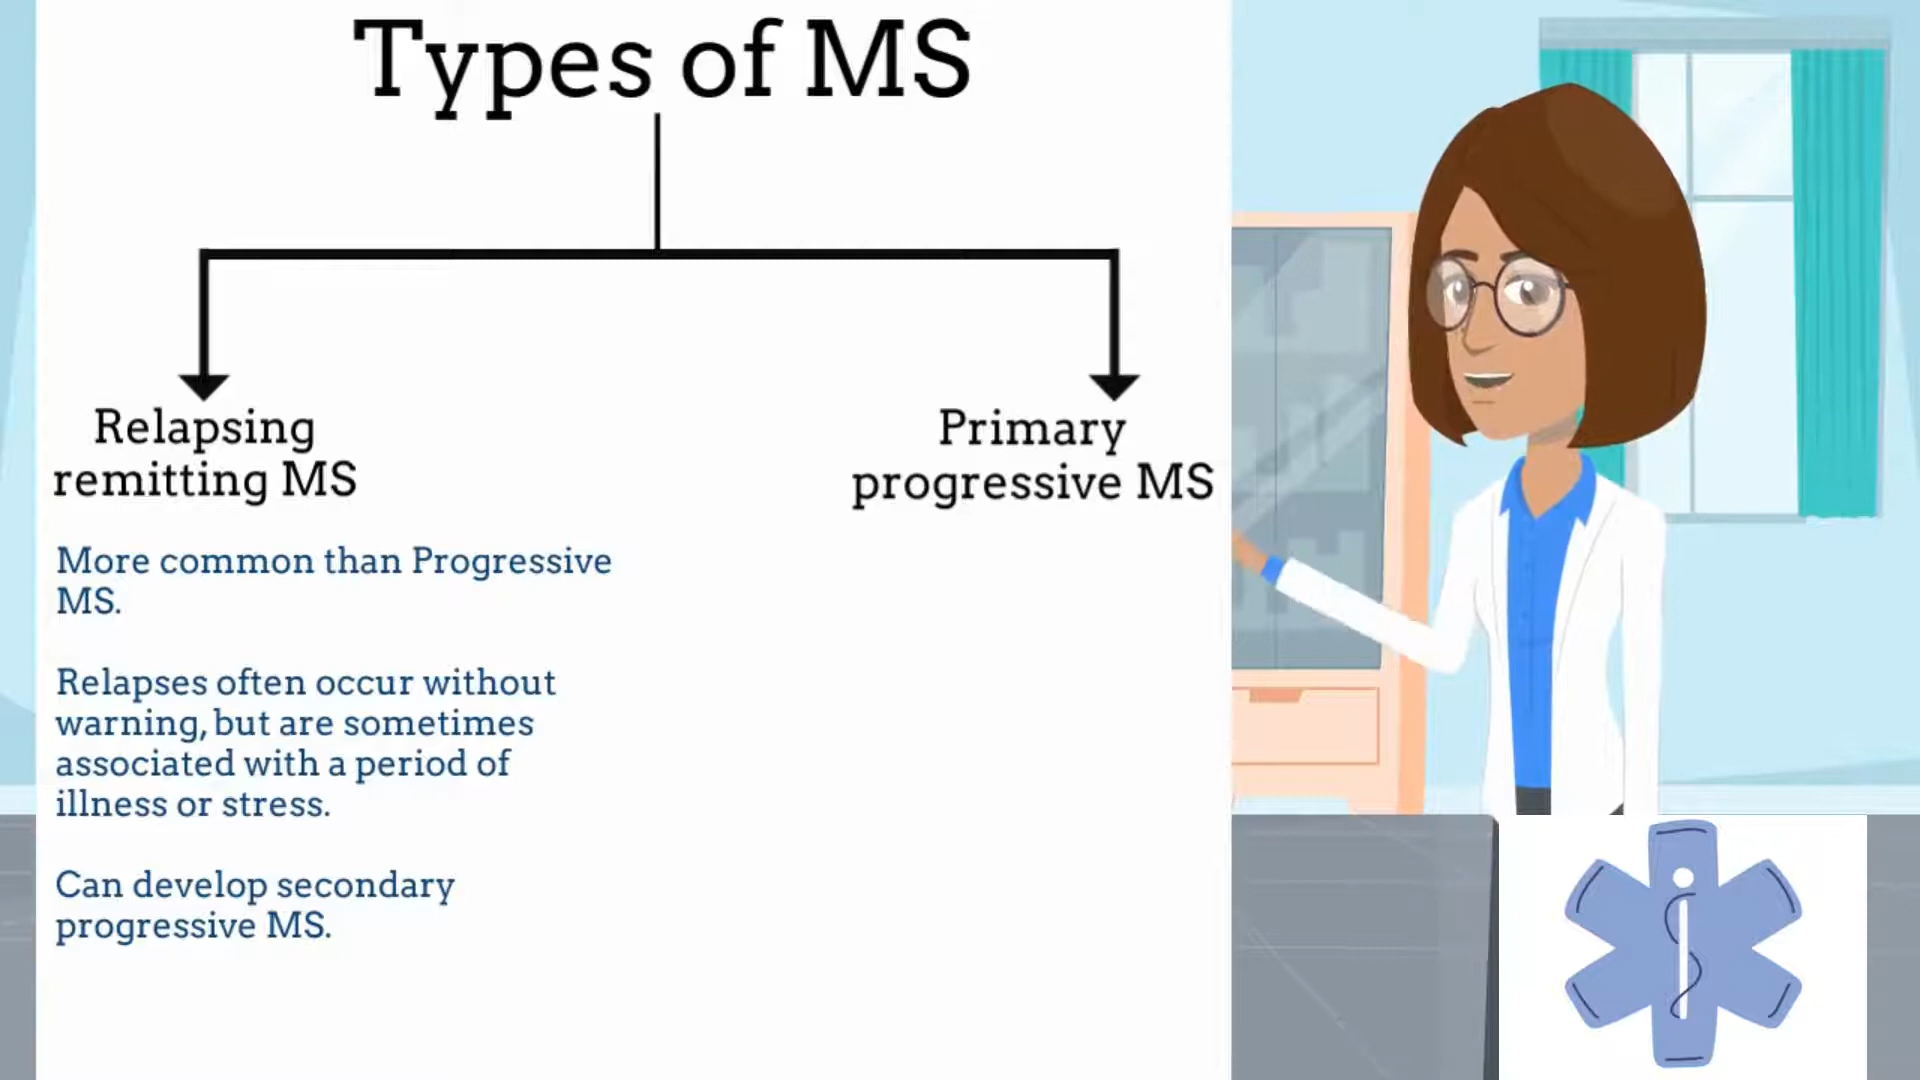 Types of MS
Relapsing
remitting MS
Primary
progressive MS
More common than Progressive
MS.
Relapses often occur without
warning, but are sometimes
associated with a period of
illness or stress.
Can develop secondary
progressive MS.